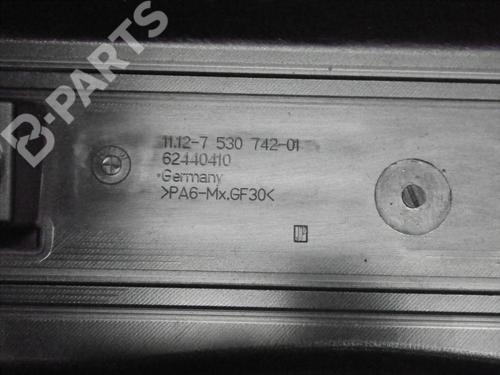 B-PARTS
11.12-7 530 742-01
62440410
Germany
>PA6-Mx.GF30<